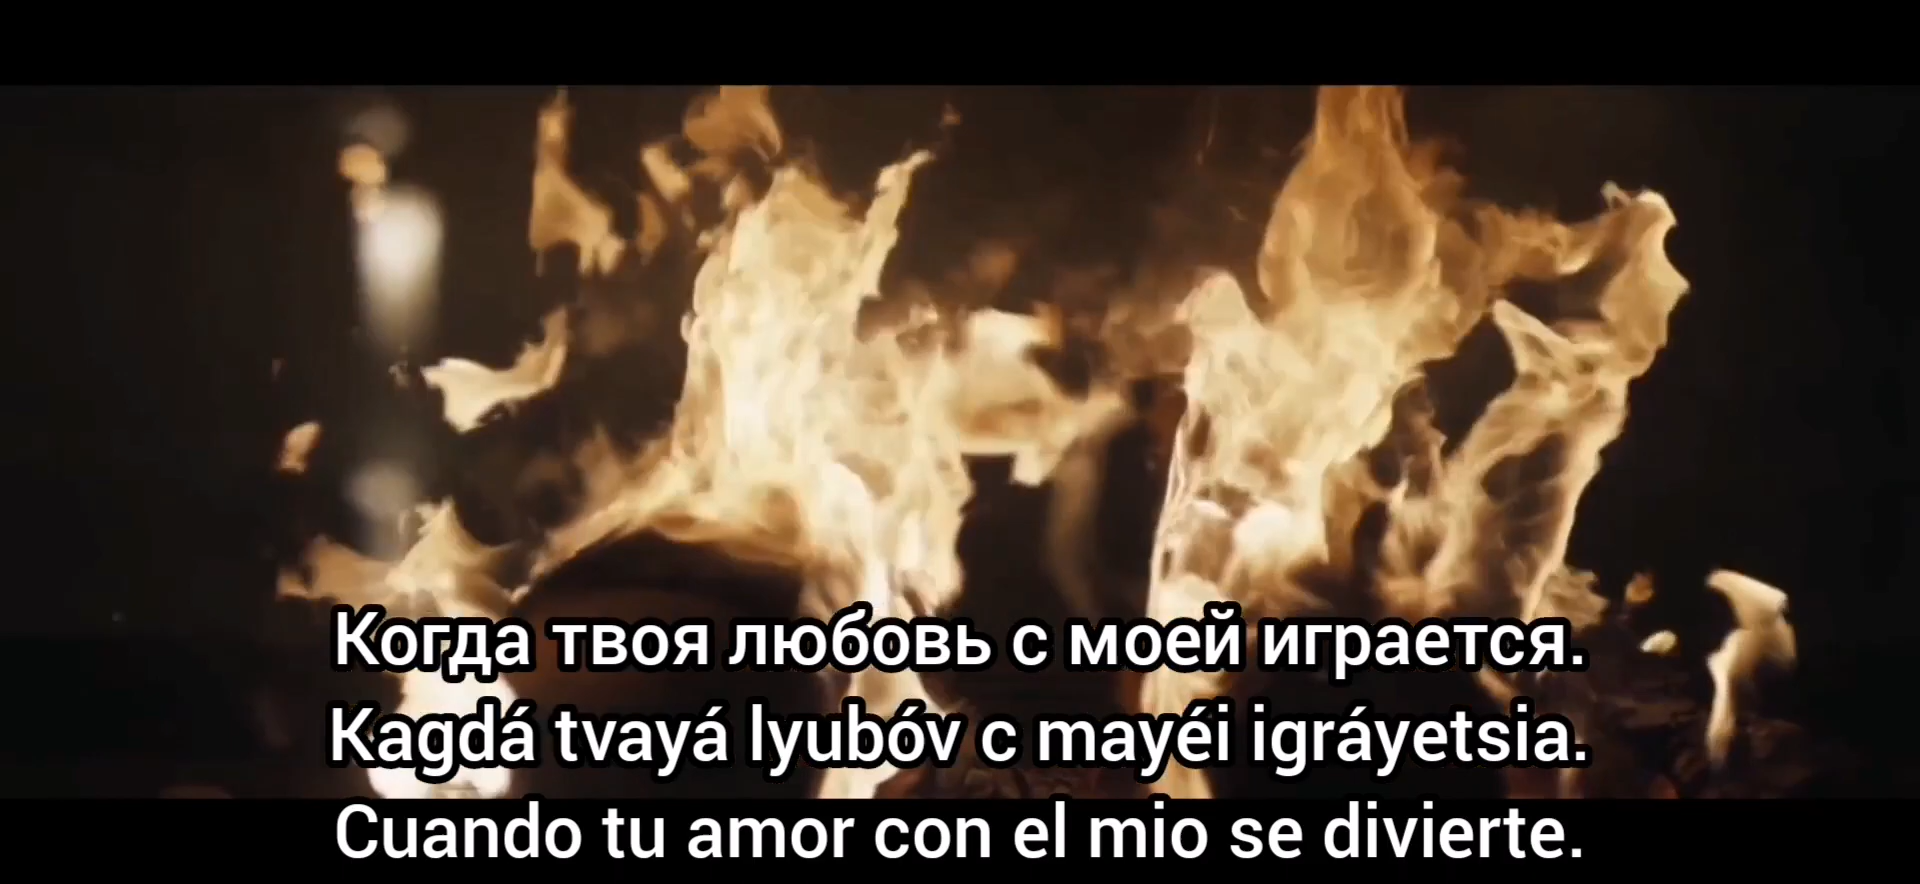 Когда твоя любовь с моей играется.
Kagdá tvayá lyubóv c mayéi igráyetsia.
Cuando tu amor con el mio se divierte.